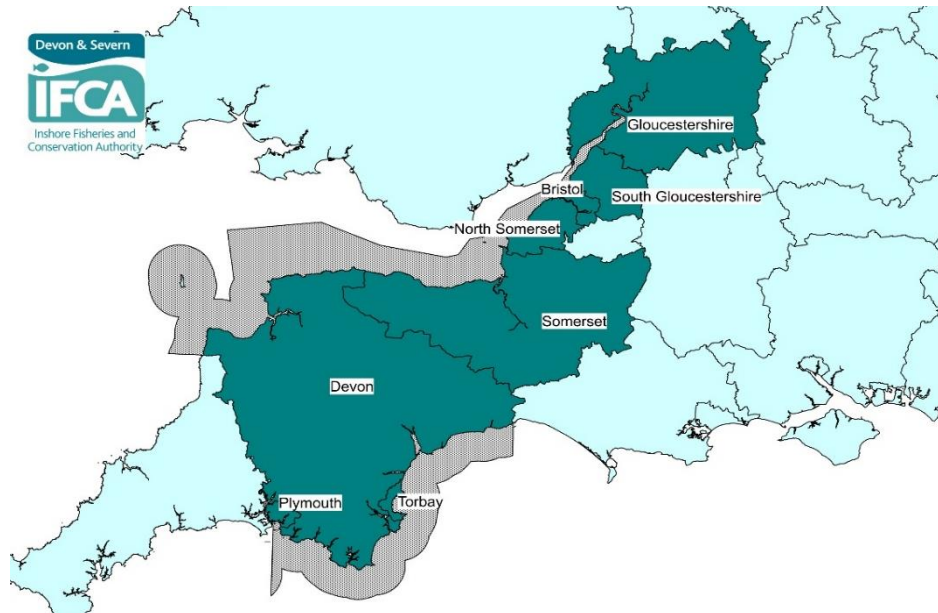 Devon & Severn
IFCA
Inshore Fisheries and
Conservation Authority
Gloucestershire
Bristol
South Gloucestershire
North Somerset
Somerset
Devon
Plymouth
Torbay